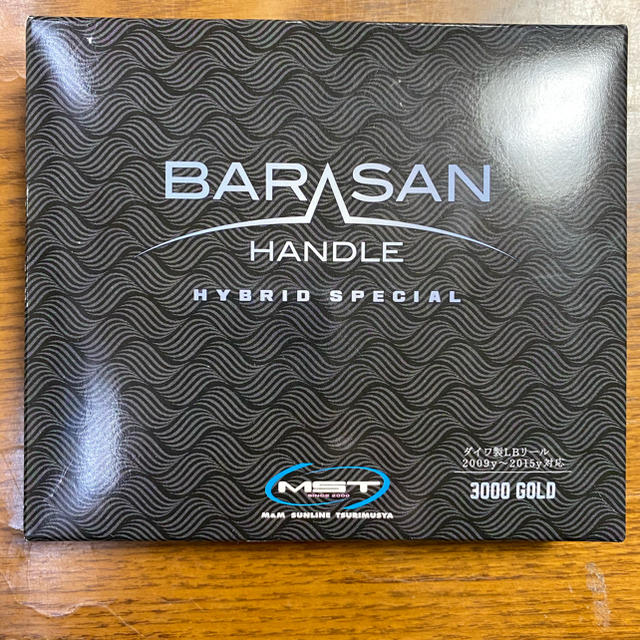 BARASAN
HANDLE
HYBRID SPECIAL
ダイワ製LBリール
2009y～2015y対応
3000 GOLD
MST
SINCE 2000
M&M SUNLINE TSURIMUSYA